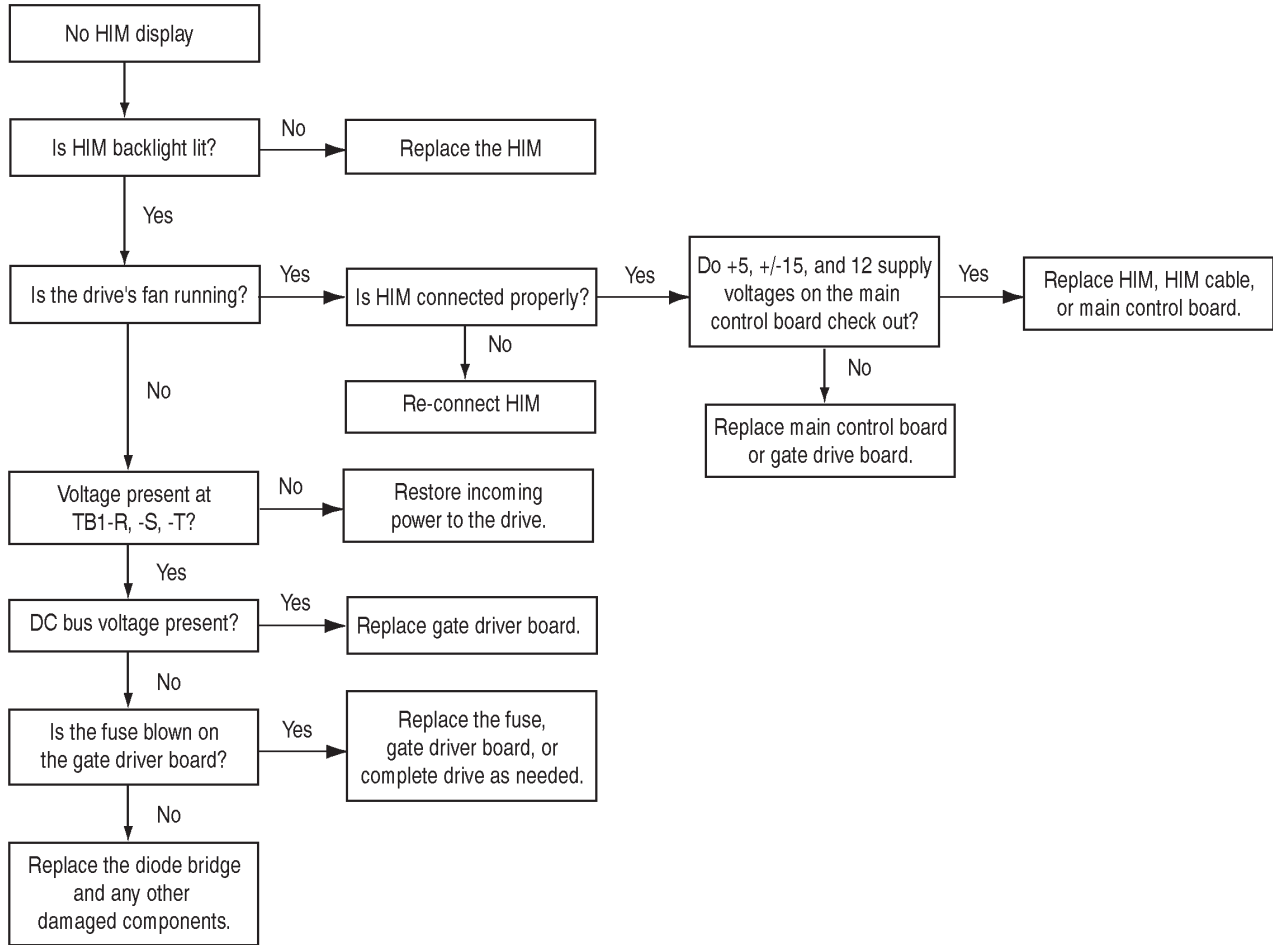 No HIM display
Is HIM backlight lit?
No
Replace the HIM
Yes
Is the drive's fan running?
Yes
Is HIM connected properly?
Yes
Do +5, +/-15, and 12 supply
voltages on the main
control board check out?
Yes
Replace HIM, HIM cable,
or main control board.
No
Re-connect HIM
No
Replace main control board
or gate drive board.
No
Voltage present at
TB1-R, -S, -T?
No
Restore incoming
power to the drive.
Yes
DC bus voltage present?
Yes
Replace gate driver board.
No
Is the fuse blown on
the gate driver board?
Yes
Replace the fuse,
gate driver board, or
complete drive as needed.
No
Replace the diode bridge
and any other
damaged components.